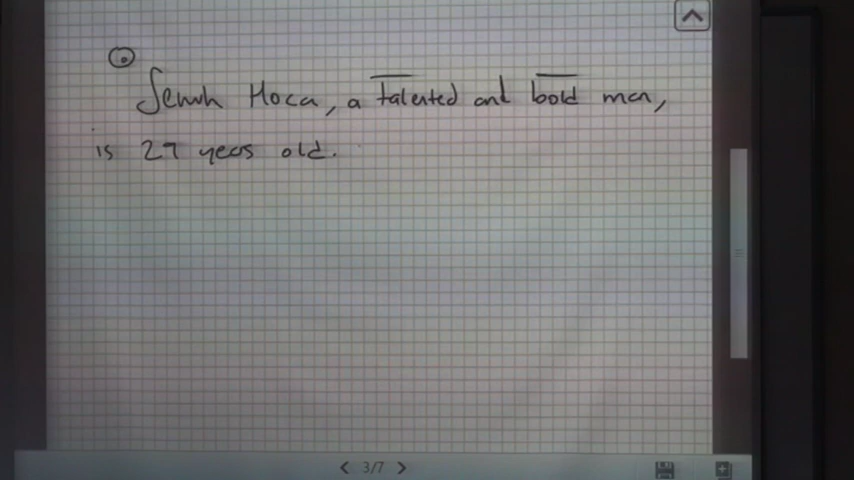 Semih Hoca, a talented and bold man,
is 27 years old.
3/7